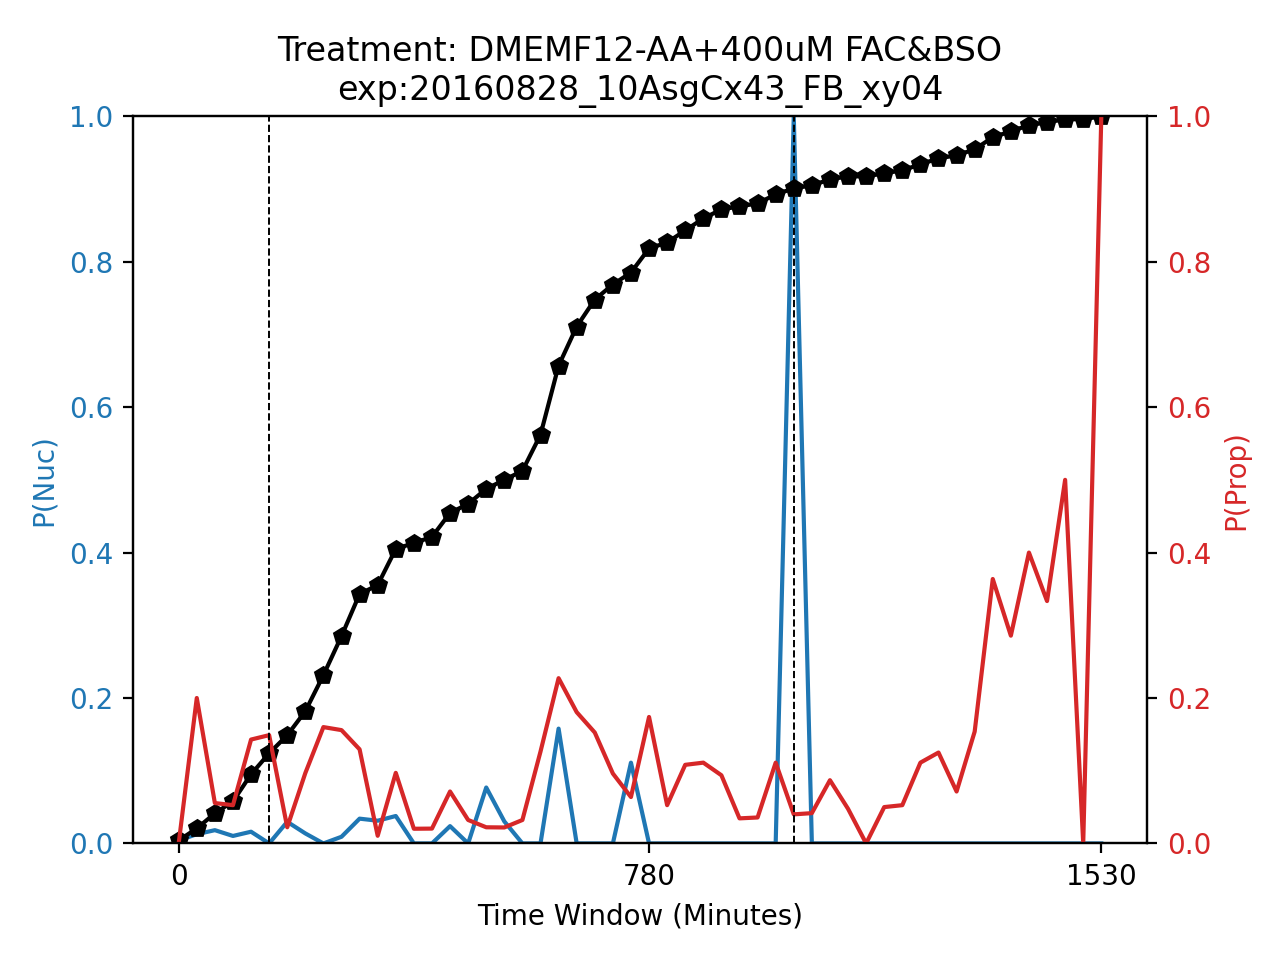 Treatment: DMEMF12-AA+400uM FAC&BSO
exp:20160828_10AsgCx43_FB_xy04
1.0
0.8
0.6
0.4
0.2
0.0
P(Nuc)
1.0
0.8
0.6
0.4
0.2
0.0
P(Prop)
0 780 1530
Time Window (Minutes)